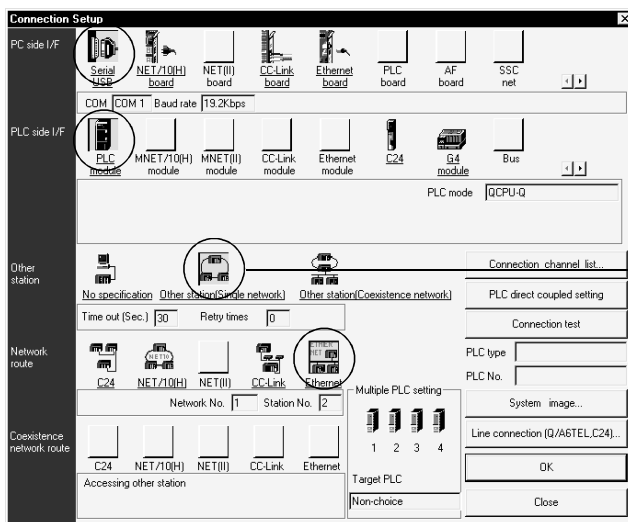 Connection Setup
PC side I/F
Serial USB
NET/10(H) board
NET(II) board
CC-Link board
Ethernet board
PLC board
AF board
SSC net
COM COM 1 Baud rate 19.2Kbps
PLC side I/F
PLC module
MNET/10(H) module
MNET(II) module
CC-Link module
Ethernet module
C24
G4 module
Bus
PLC mode QCPU-Q
Other station
No specification
Other station(Single network)
Other station(Coexistence network)
Time out (Sec.) 30 Retry times 0
Network route
C24
NET/10(H)
NET(II)
CC-Link
Ethernet
Network No. 1 Station No. 2
Coexistence network route
C24
NET/10(H)
NET(II)
CC-Link
Ethernet
Accessing other station
Multiple PLC setting
1 2 3 4
Target PLC
Non-choice
Connection channel list...
PLC direct coupled setting
Connection test
PLC type
PLC No.
System image...
Line connection (Q/A6TEL,C24)...
OK
Close